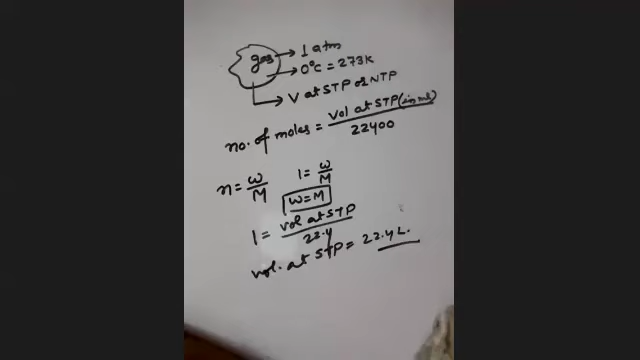 gas → 1 atm
→ 0°C = 273K
→ V at STP or NTP
no. of moles = Vol at STP (in ml) / 22400
n = w/M 1 = w/M
w = M
1 = vol at STP / 22.4
vol. at STP = 22.4 L.